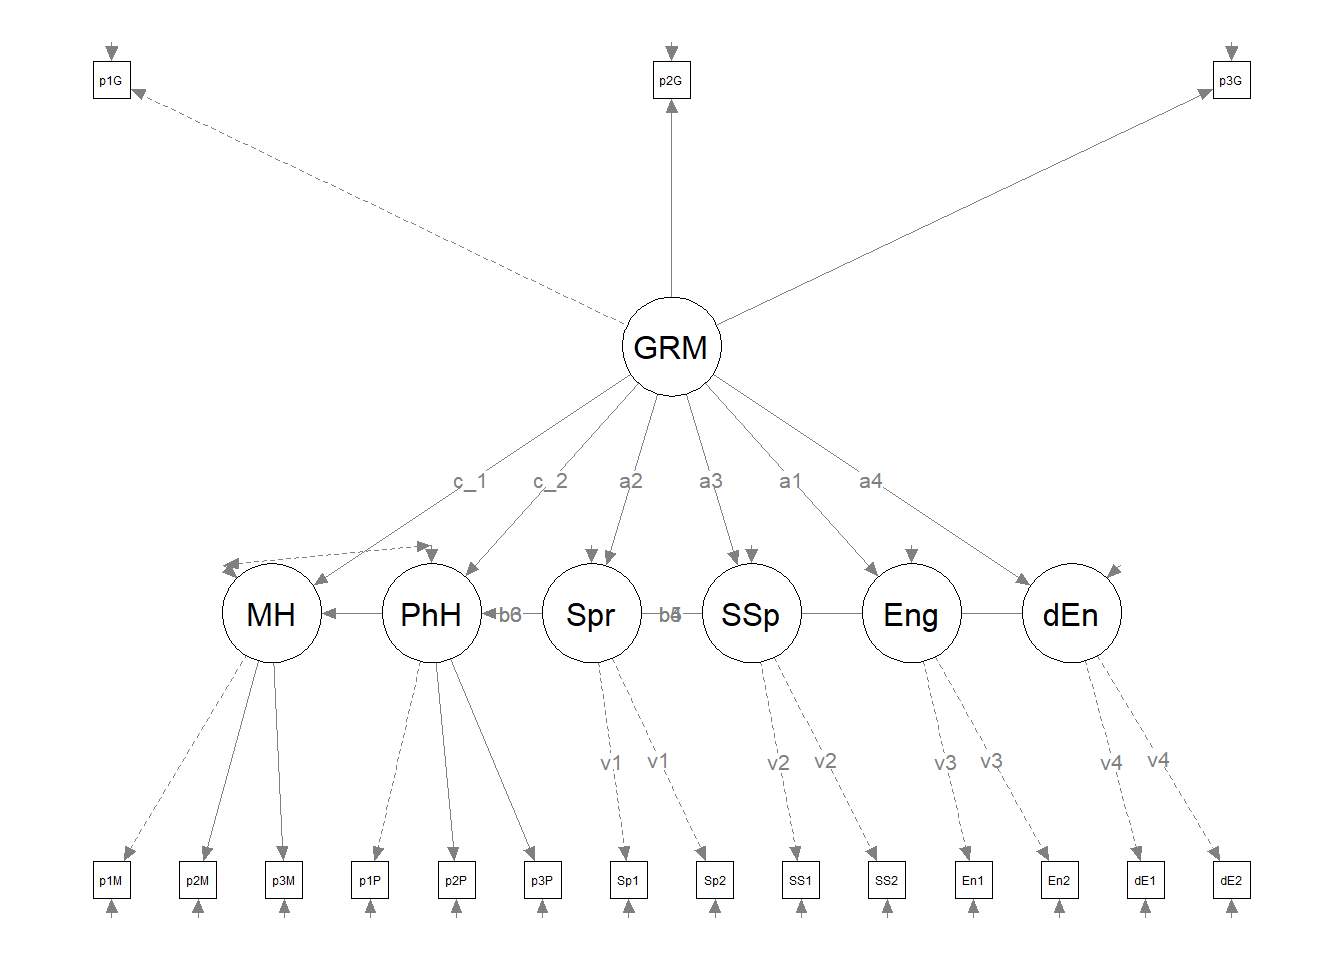 p1G p2G p3G
GRM
c_1 c_2 a2 a3 a1 a4
MH PhH Spr SSp Eng dEn
v1 v1 v2 v2 v3 v3 v4 v4
p1M p2M p3M p1P p2P p3P Sp1 Sp2 SS1 SS2 En1 En2 dE1 dE2